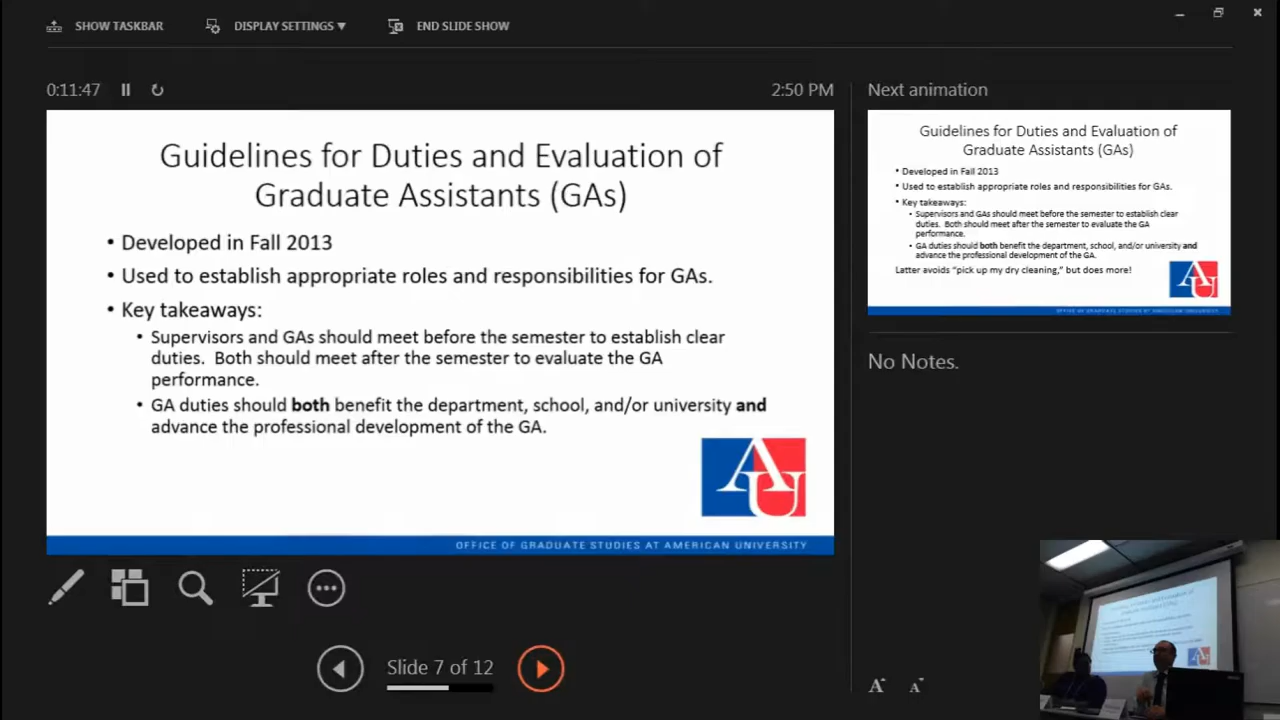 SHOW TASKBAR
DISPLAY SETTINGS ▼
END SLIDE SHOW
0:11:47
2:50 PM
Guidelines for Duties and Evaluation of
Graduate Assistants (GAs)
• Developed in Fall 2013
• Used to establish appropriate roles and responsibilities for GAs.
• Key takeaways:
• Supervisors and GAs should meet before the semester to establish clear
duties. Both should meet after the semester to evaluate the GA
performance.
• GA duties should both benefit the department, school, and/or university and
advance the professional development of the GA.
AU
OFFICE OF GRADUATE STUDIES AT AMERICAN UNIVERSITY
Slide 7 of 12
Next animation
Guidelines for Duties and Evaluation of
Graduate Assistants (GAs)
• Developed in Fall 2013
• Used to establish appropriate roles and responsibilities for GAs.
• Key takeaways:
• Supervisors and GAs should meet before the semester to establish clear
duties. Both should meet after the semester to evaluate the GA
performance.
• GA duties should both benefit the department, school, and/or university and
advance the professional development of the GA.
Latter avoids “pick up my dry cleaning,” but does more!
AU
OFFICE OF GRADUATE STUDIES AT AMERICAN UNIVERSITY
No Notes.
A A